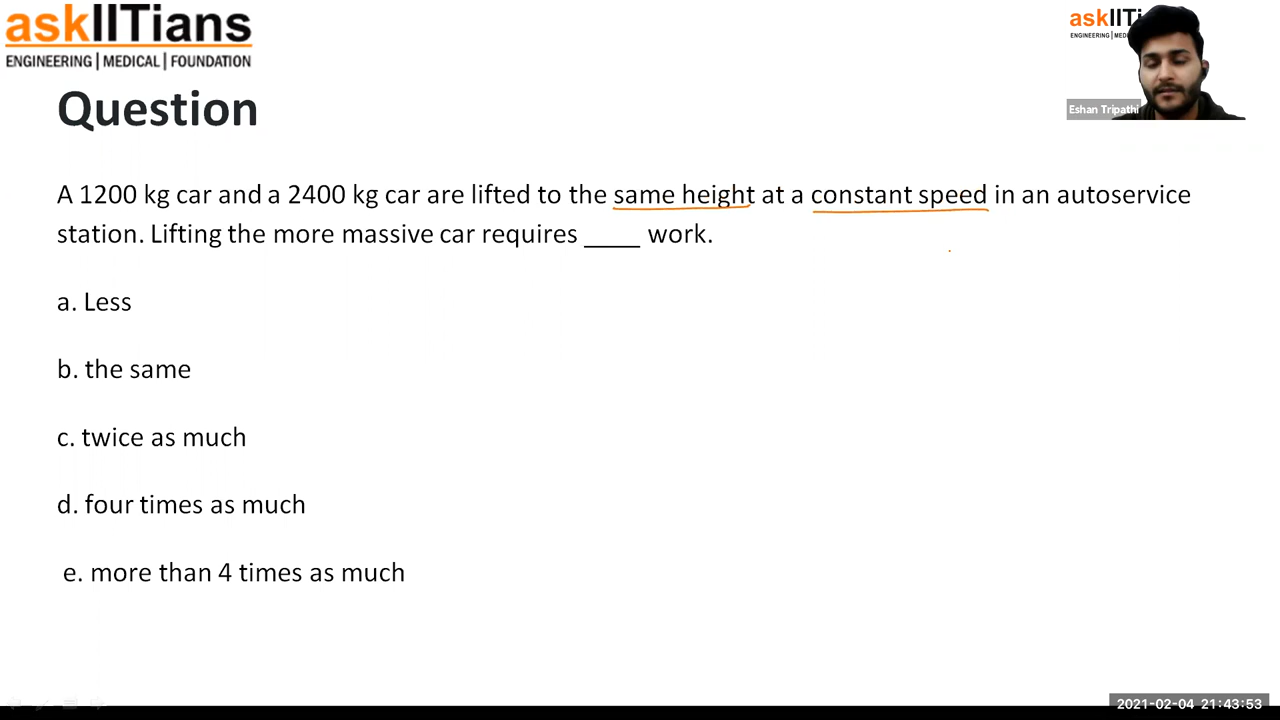 askIITians
ENGINEERING | MEDICAL | FOUNDATION
askIITi
ENGINEERING | MED
Eshan Tripathi
Question
A 1200 kg car and a 2400 kg car are lifted to the same height at a constant speed in an autoservice
station. Lifting the more massive car requires ____ work.
a. Less
b. the same
c. twice as much
d. four times as much
e. more than 4 times as much
2021-02-04 21:43:53